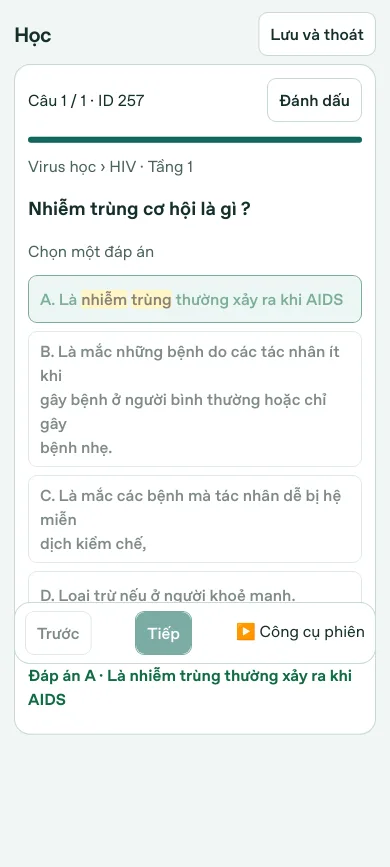 Học
Lưu và thoát
Câu 1 / 1 · ID 257
Đánh dấu
Virus học › HIV · Tầng 1
Nhiễm trùng cơ hội là gì ?
Chọn một đáp án
A. Là nhiễm trùng thường xảy ra khi AIDS
B. Là mắc những bệnh do các tác nhân ít
khi
gây bệnh ở người bình thường hoặc chỉ
gây
bệnh nhẹ.
C. Là mắc các bệnh mà tác nhân dễ bị hệ
miễn
dịch kiềm chế,
D. Loại trừ nếu ở người khoẻ mạnh.
Trước
Tiếp
Công cụ phiên
Đáp án A · Là nhiễm trùng thường xảy ra khi
AIDS